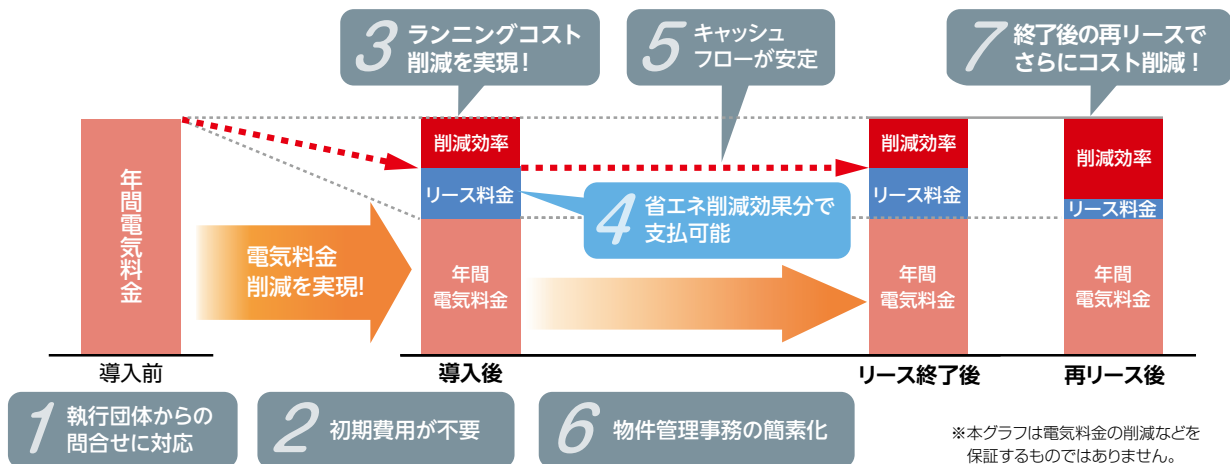 3 ランニングコスト
削減を実現！
5 キャッシュ
フローが安定
7 終了後の再リースで
さらにコスト削減！
年間電気料金
削減効率
リース料金
年間
電気料金
4 省エネ削減効果分で
支払可能
電気料金
削減を実現!
削減効率
リース料金
年間
電気料金
削減効率
リース料金
年間
電気料金
導入前
導入後
リース終了後
再リース後
1 執行団体からの
問合せに対応
2 初期費用が不要
6 物件管理事務の簡素化
※本グラフは電気料金の削減などを
保証するものではありません。